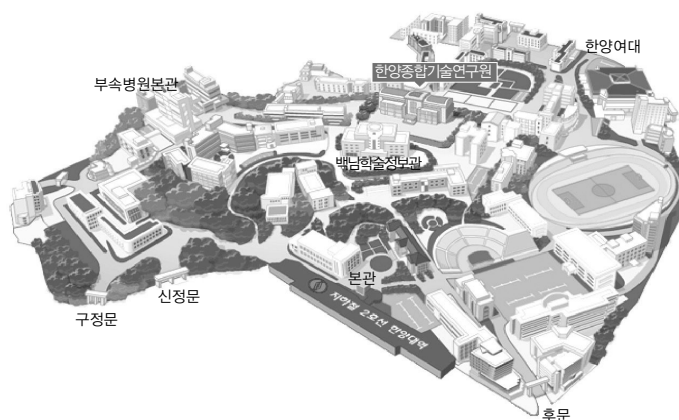 한양여대
한양종합기술연구원
부속병원본관
백남학술정보관
본관
신정문
구정문
지하철 2호선 한양대역
후문